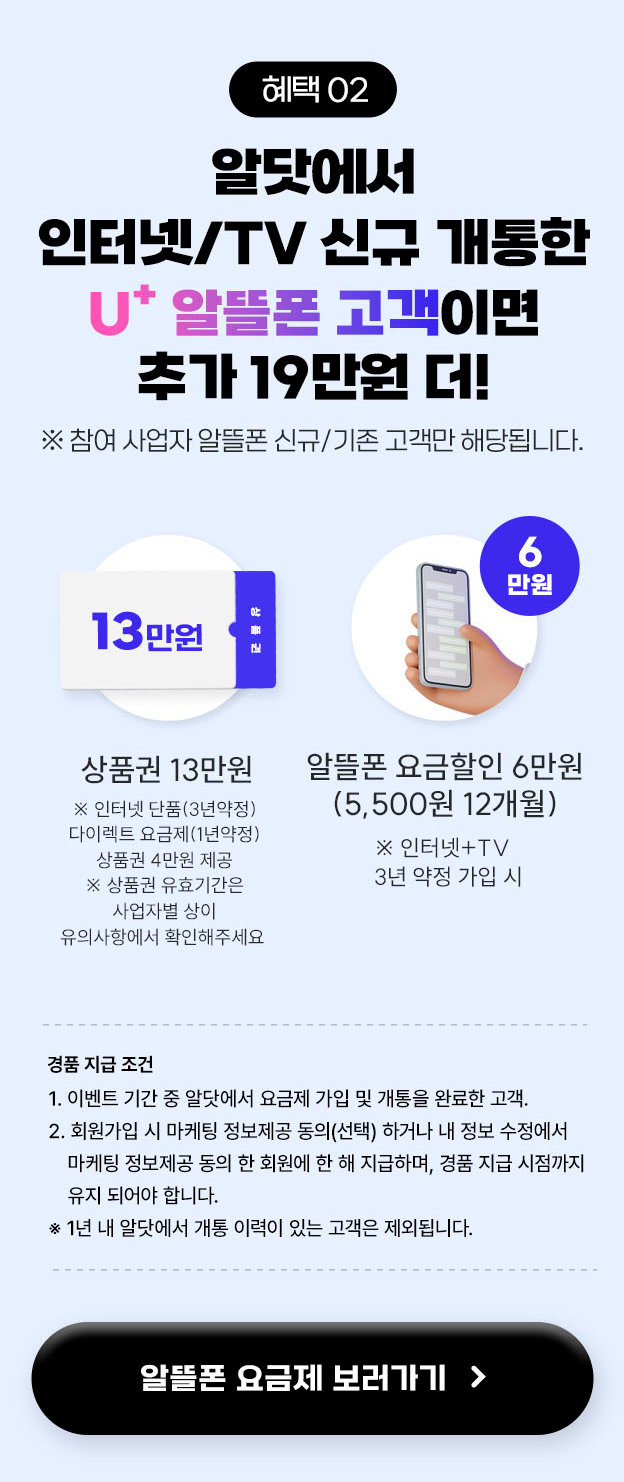 혜택 02
알닷에서
인터넷/TV 신규 개통한
U+ 알뜰폰 고객이면
추가 19만원 더!
※ 참여 사업자 알뜰폰 신규/기존 고객만 해당됩니다.
13만원
상품권
6
만원
상품권 13만원
※ 인터넷 단품(3년약정)
다이렉트 요금제(1년약정)
상품권 4만원 제공
※ 상품권 유효기간은
사업자별 상이
유의사항에서 확인해주세요
알뜰폰 요금할인 6만원
(5,500원 12개월)
※ 인터넷+TV
3년 약정 가입 시
경품 지급 조건
1. 이벤트 기간 중 알닷에서 요금제 가입 및 개통을 완료한 고객.
2. 회원가입 시 마케팅 정보제공 동의(선택) 하거나 내 정보 수정에서
마케팅 정보제공 동의 한 회원에 한 해 지급하며, 경품 지급 시점까지
유지 되어야 합니다.
※ 1년 내 알닷에서 개통 이력이 있는 고객은 제외됩니다.
알뜰폰 요금제 보러가기 >